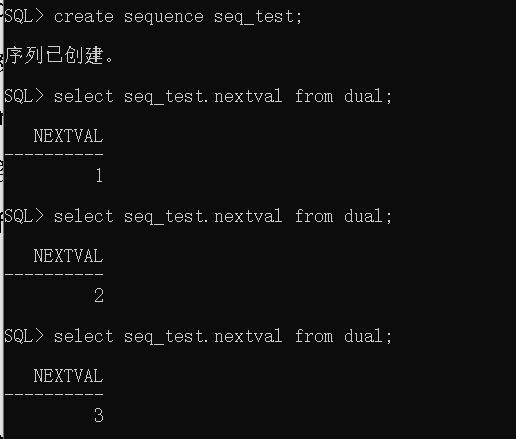 SQL> create sequence seq_test;
序列已创建。
SQL> select seq_test.nextval from dual;
NEXTVAL
----------
1
SQL> select seq_test.nextval from dual;
NEXTVAL
----------
2
SQL> select seq_test.nextval from dual;
NEXTVAL
----------
3